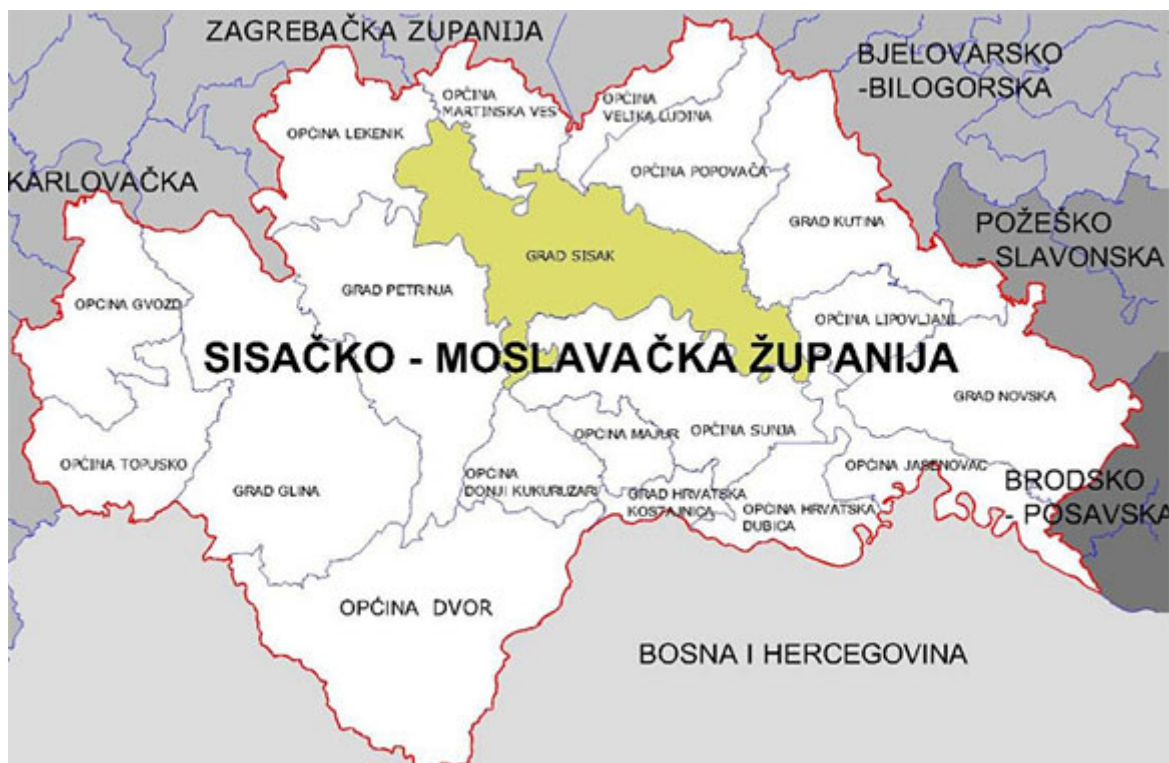 ZAGREBAČKA ŽUPANIJA
BJELOVARSKO
-BILOGORSKA
OPĆINA
MARTINSKA VES
OPĆINA
VELIKA LUDINA
OPĆINA LEKENIK
OPĆINA POPOVAČA
KARLOVAČKA
GRAD KUTINA
POŽEŠKO
- SLAVONSKA
GRAD SISAK
GRAD PETRINJA
OPĆINA GVOZD
OPĆINA LIPOVLJANI
SISAČKO - MOSLAVAČKA ŽUPANIJA
GRAD NOVSKA
OPĆINA MAJUR
OPĆINA SUNJA
OPĆINA TOPUSKO
OPĆINA JASENOVAC
OPĆINA
DONJI KUKURUZARI
GRAD GLINA
GRAD HRVATSKA
KOSTAJNICA
OPĆINA HRVATSKA
DUBICA
BRODSKO
- POSAVSKA
OPĆINA DVOR
BOSNA I HERCEGOVINA